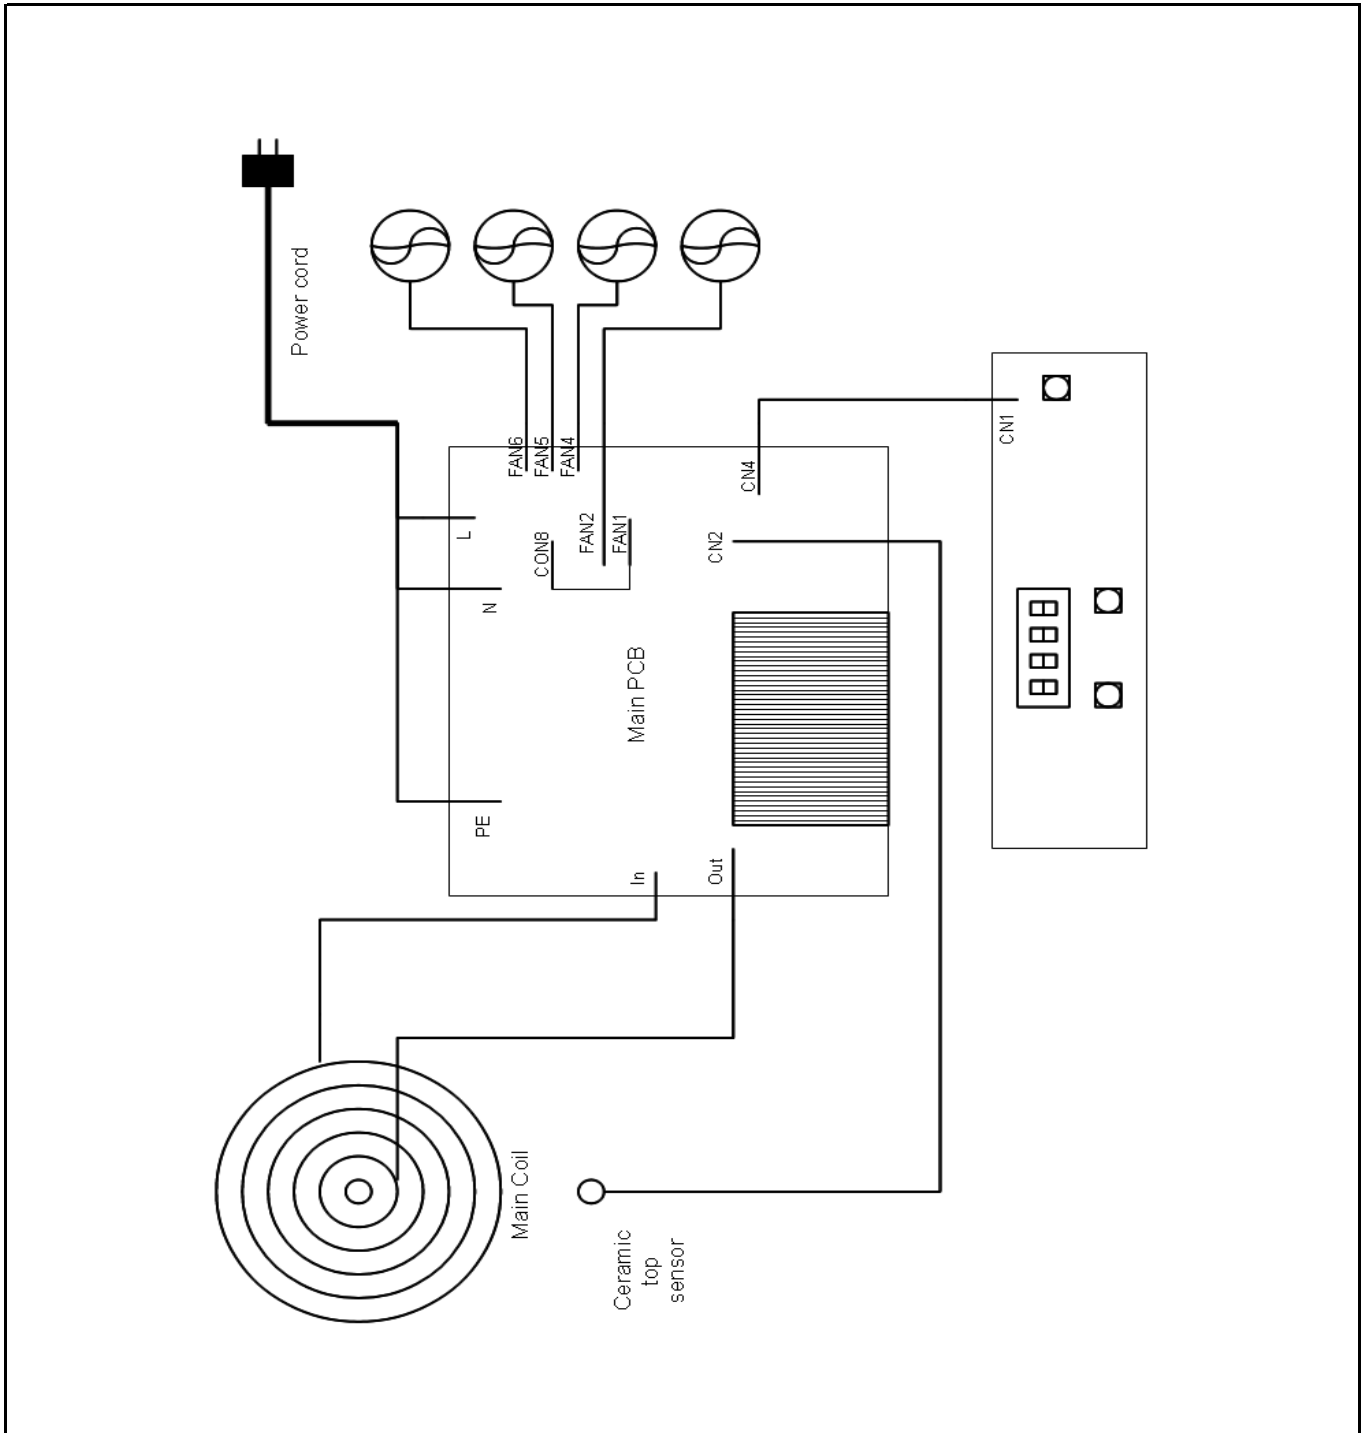 Power cord
FAN6
FAN5
FAN4
CN1
CN4
L
CON8
FAN2
FAN1
CN2
N
Main PCB
PE
In
Out
Main Coil
Ceramic
top
sensor